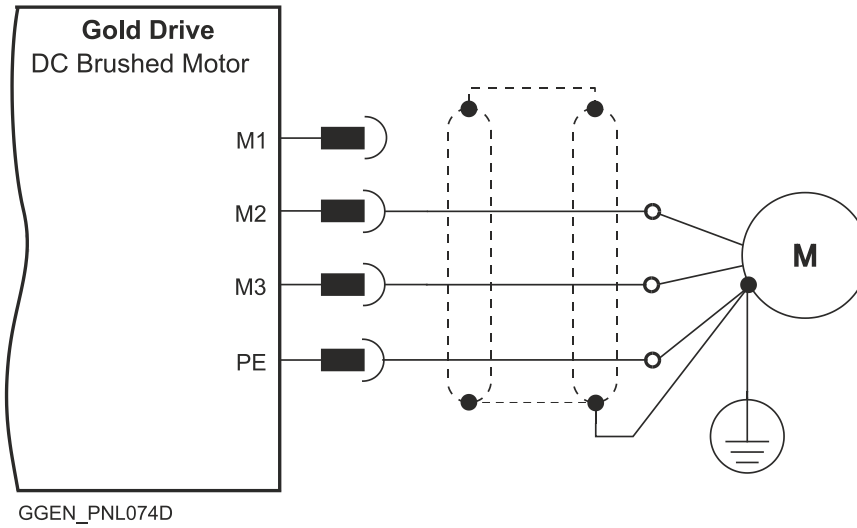 Gold Drive
DC Brushed Motor
M1
M2
M3
PE
M
GGEN_PNL074D